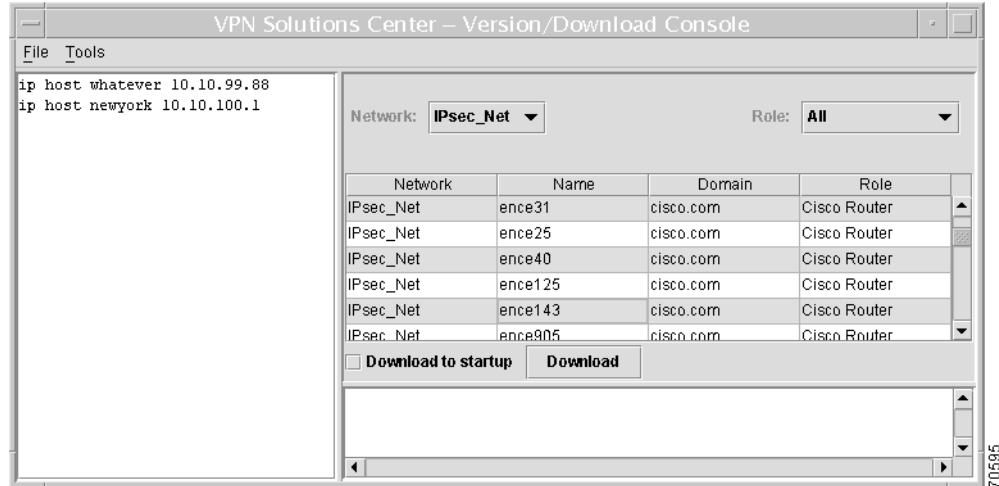 VPN Solutions Center – Version/Download Console
File Tools
ip host whatever 10.10.99.88
ip host newyork 10.10.100.1
Network: IPsec_Net Role: All
Network Name Domain Role
IPsec_Net ence31 cisco.com Cisco Router
IPsec_Net ence25 cisco.com Cisco Router
IPsec_Net ence40 cisco.com Cisco Router
IPsec_Net ence125 cisco.com Cisco Router
IPsec_Net ence143 cisco.com Cisco Router
IPsec_Net ence905 cisco.com Cisco Router
Download to startup Download
70595